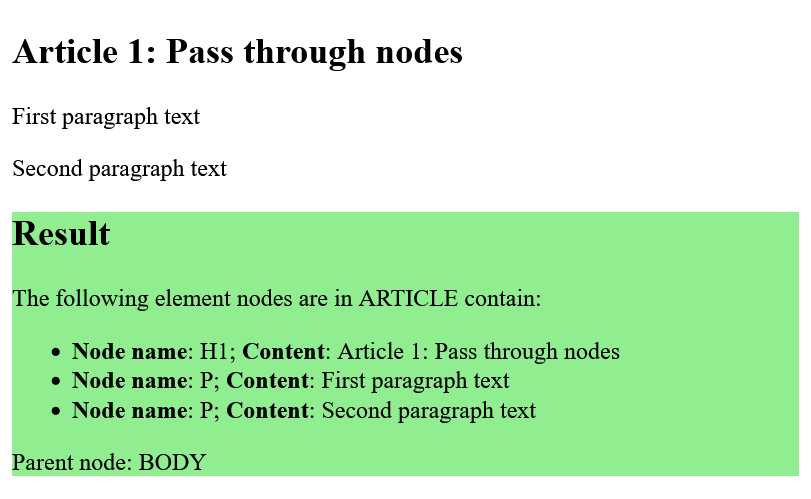 Article 1: Pass through nodes
First paragraph text
Second paragraph text
Result
The following element nodes are in ARTICLE contain:
• Node name: H1; Content: Article 1: Pass through nodes
• Node name: P; Content: First paragraph text
• Node name: P; Content: Second paragraph text
Parent node: BODY